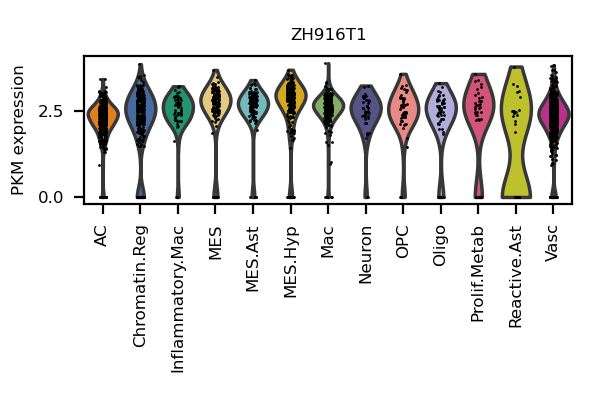 ZH916T1
PKM expression
2.5
0.0
AC
Chromatin.Reg
Inflammatory.Mac
MES
MES.Ast
MES.Hyp
Mac
Neuron
OPC
Oligo
Prolif.Metab
Reactive.Ast
Vasc